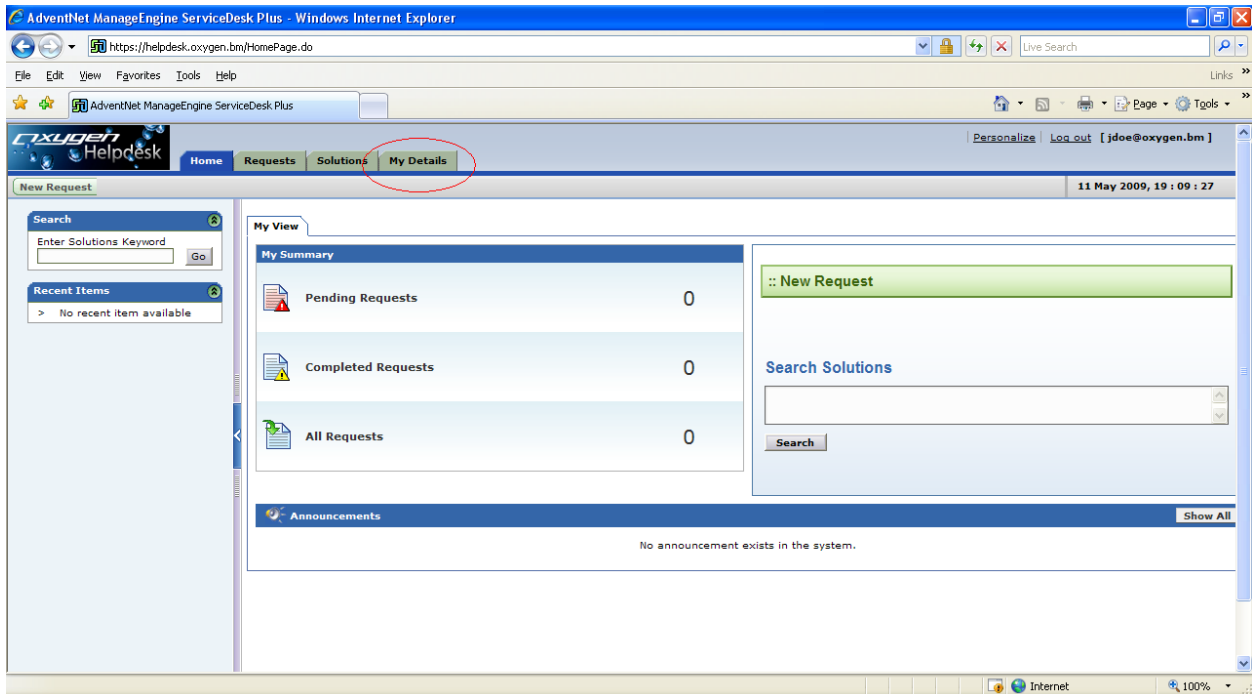 AdventNet ManageEngine ServiceDesk Plus - Windows Internet Explorer
https://helpdesk.oxygen.bm/HomePage.do
Live Search
File Edit View Favorites Tools Help
Links »
AdventNet ManageEngine ServiceDesk Plus
Page Tools »
oxygen
Helpdesk
Home Requests Solutions My Details
Personalize Log out [ jdoe@oxygen.bm ]
New Request
11 May 2009, 19 : 09 : 27
Search
Enter Solutions Keyword
Go
Recent Items
> No recent item available
My View
My Summary
Pending Requests 0
Completed Requests 0
All Requests 0
:: New Request
Search Solutions
Search
Announcements
Show All
No announcement exists in the system.
Internet
100%